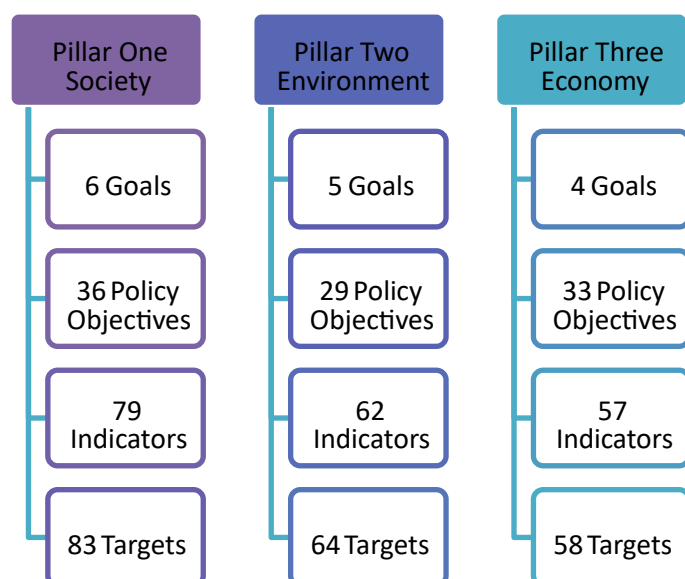 Pillar One
Society
6 Goals
36 Policy
Objectives
79
Indicators
83 Targets
Pillar Two
Environment
5 Goals
29 Policy
Objectives
62
Indicators
64 Targets
Pillar Three
Economy
4 Goals
33 Policy
Objectives
57
Indicators
58 Targets